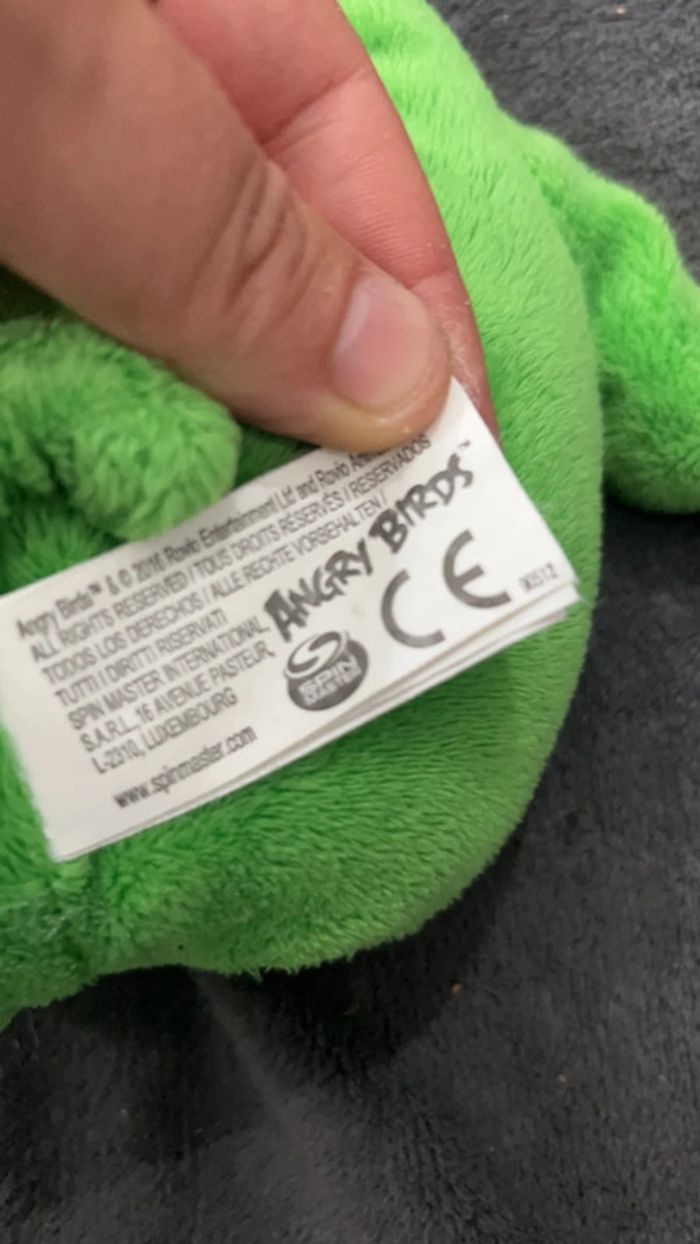 Angry Birds™ & © 2016 Rovio Entertainment Ltd and Rovio
ALL RIGHTS RESERVED / TOUS DROITS RÉSERVÉS / RESERVADOS
TODOS LOS DERECHOS / ALLE RECHTE VORBEHALTEN /
TUTTI I DIRITTI RISERVATI
SPIN MASTER INTERNATIONAL,
S.A.R.L, 16 AVENUE PASTEUR,
L-2310, LUXEMBOURG
www.spinmaster.com
ANGRY BIRDS™
SPIN MASTER
CE